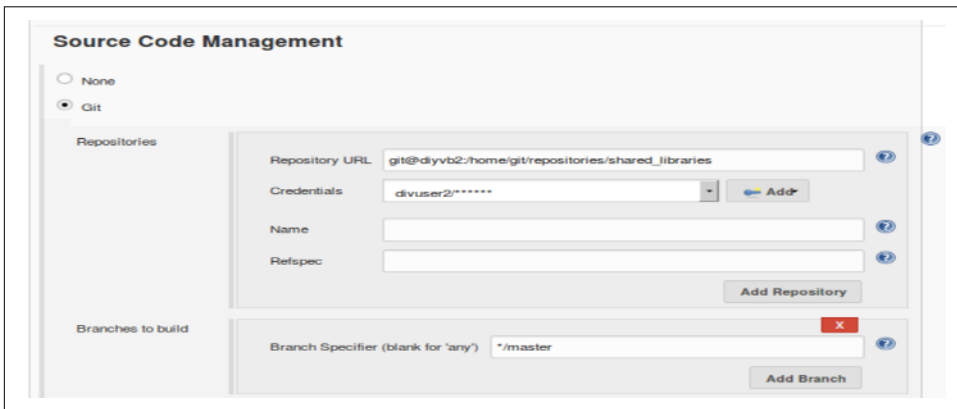 Source Code Management
None
Git
Repositories
Repository URL git@diyvb2:/home/git/repositories/shared_libraries
Credentials divuser2/****** Add
Name
Refspec
Add Repository
Branches to build X
Branch Specifier (blank for 'any') */master
Add Branch